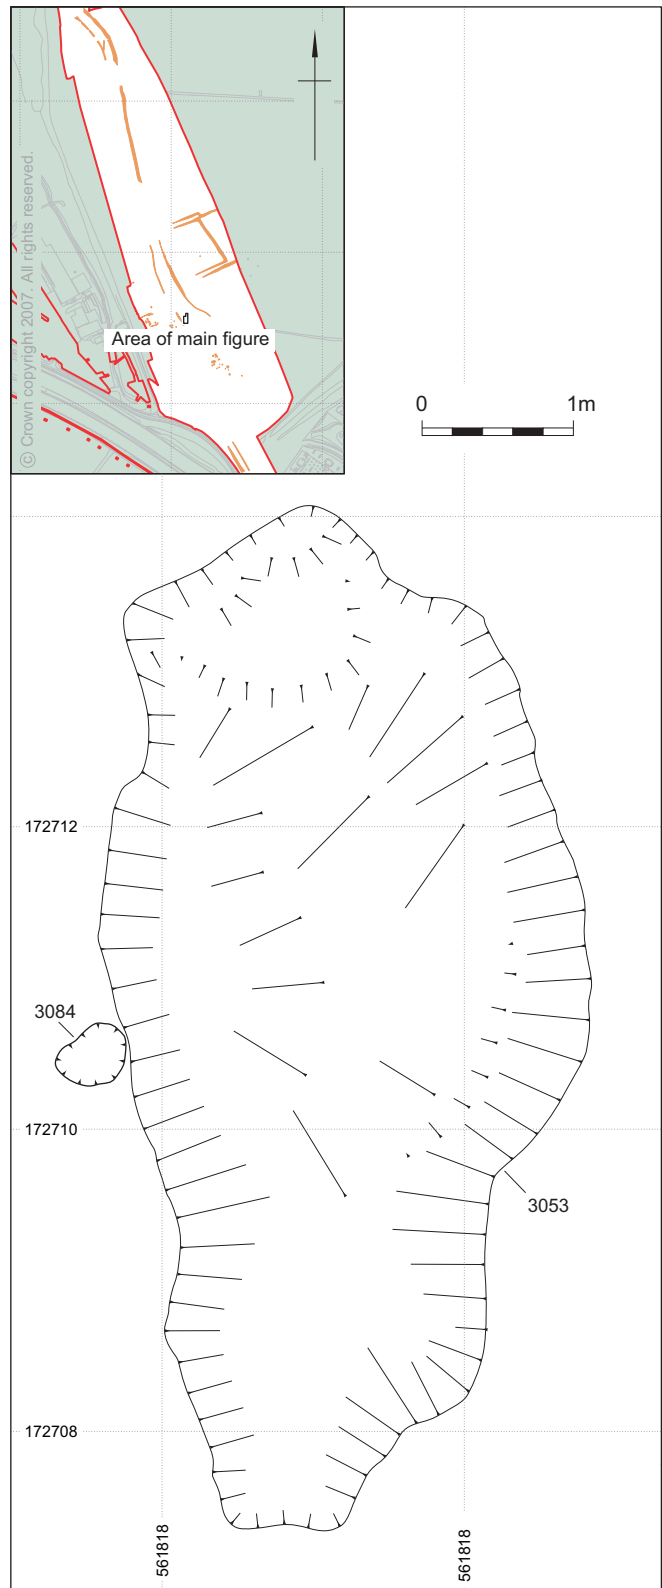 © Crown copyright 2007. All rights reserved.
Area of main figure
0 1m
172712
3084
172710
3053
172708
561818 561818